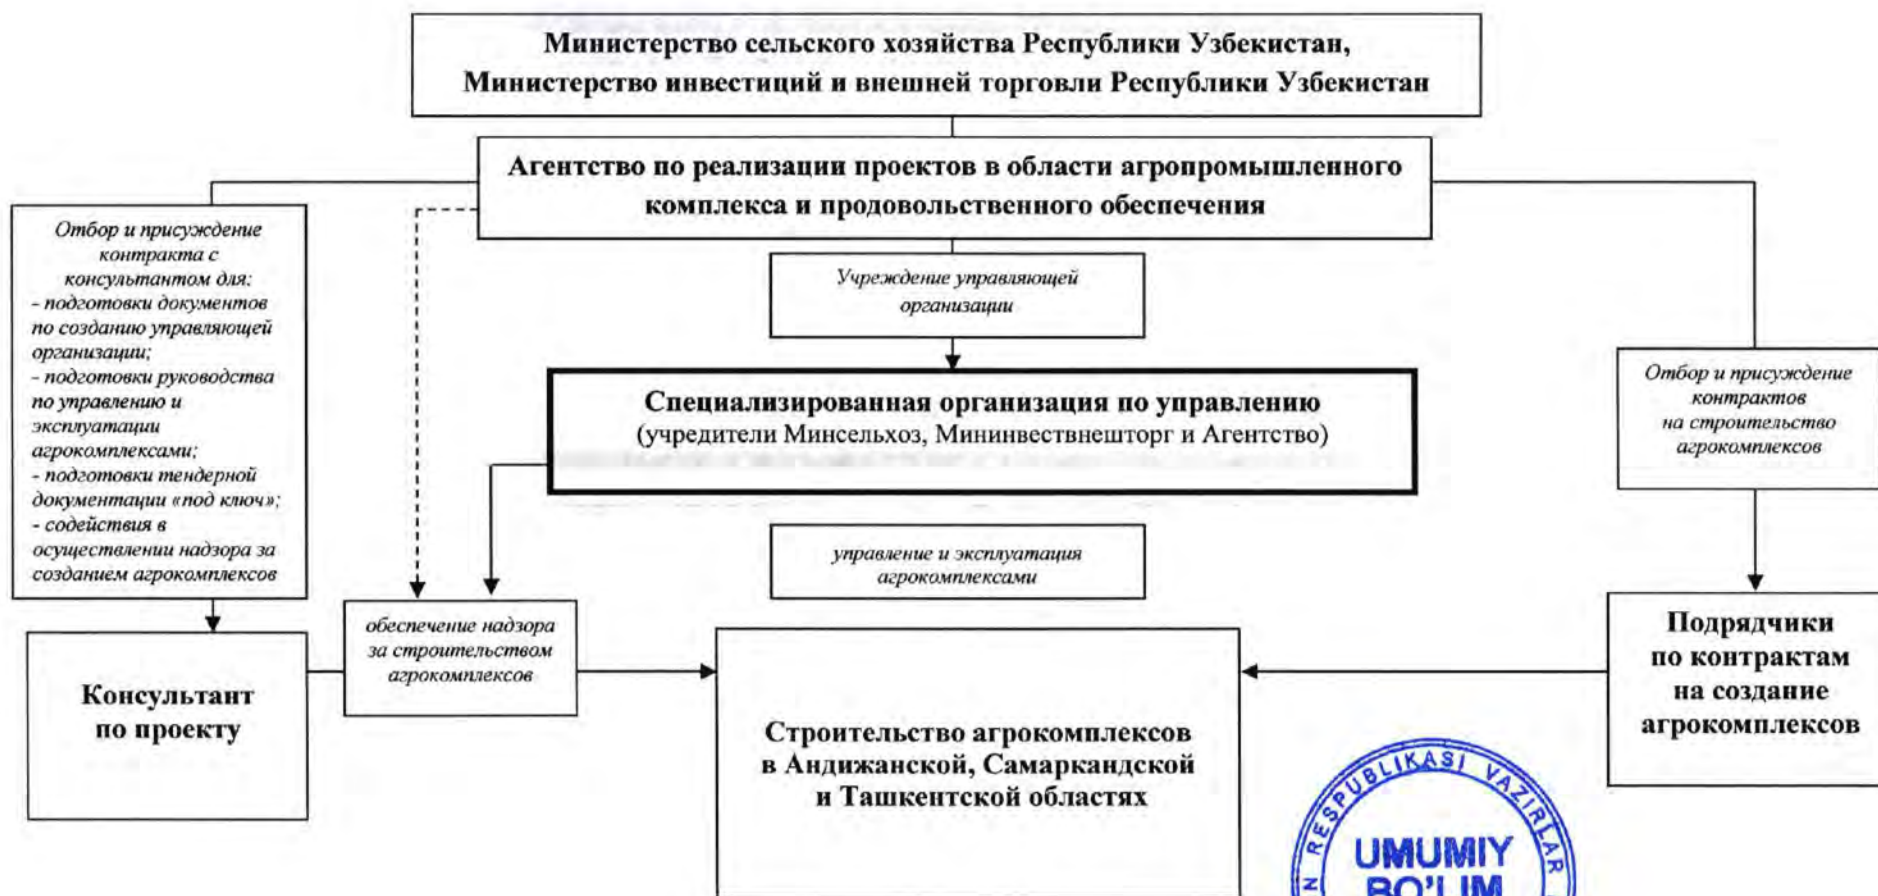 Министерство сельского хозяйства Республики Узбекистан,
Министерство инвестиций и внешней торговли Республики Узбекистан
Агентство по реализации проектов в области агропромышленного
комплекса и продовольственного обеспечения
Отбор и присуждение
контракта с
консультантом для:
- подготовки документов
по созданию управляющей
организации;
- подготовки руководства
по управлению и
эксплуатации
агрокомплексами;
- подготовки тендерной
документации «под ключ»;
- содействия в
осуществлении надзора за
созданием агрокомплексов
Учреждение управляющей
организации
Специализированная организация по управлению
(учредители Минсельхоз, Мининвествнешторг и Агентство)
Отбор и присуждение
контрактов
на строительство
агрокомплексов
управление и эксплуатация
агрокомплексами
обеспечение надзора
за строительством
агрокомплексов
Консультант
по проекту
Строительство агрокомплексов
в Андижанской, Самаркандской
и Ташкентской областях
Подрядчики
по контрактам
на создание
агрокомплексов
RESPUBLIKASI VAZIRLAR
UMUMIY
BO'LIM